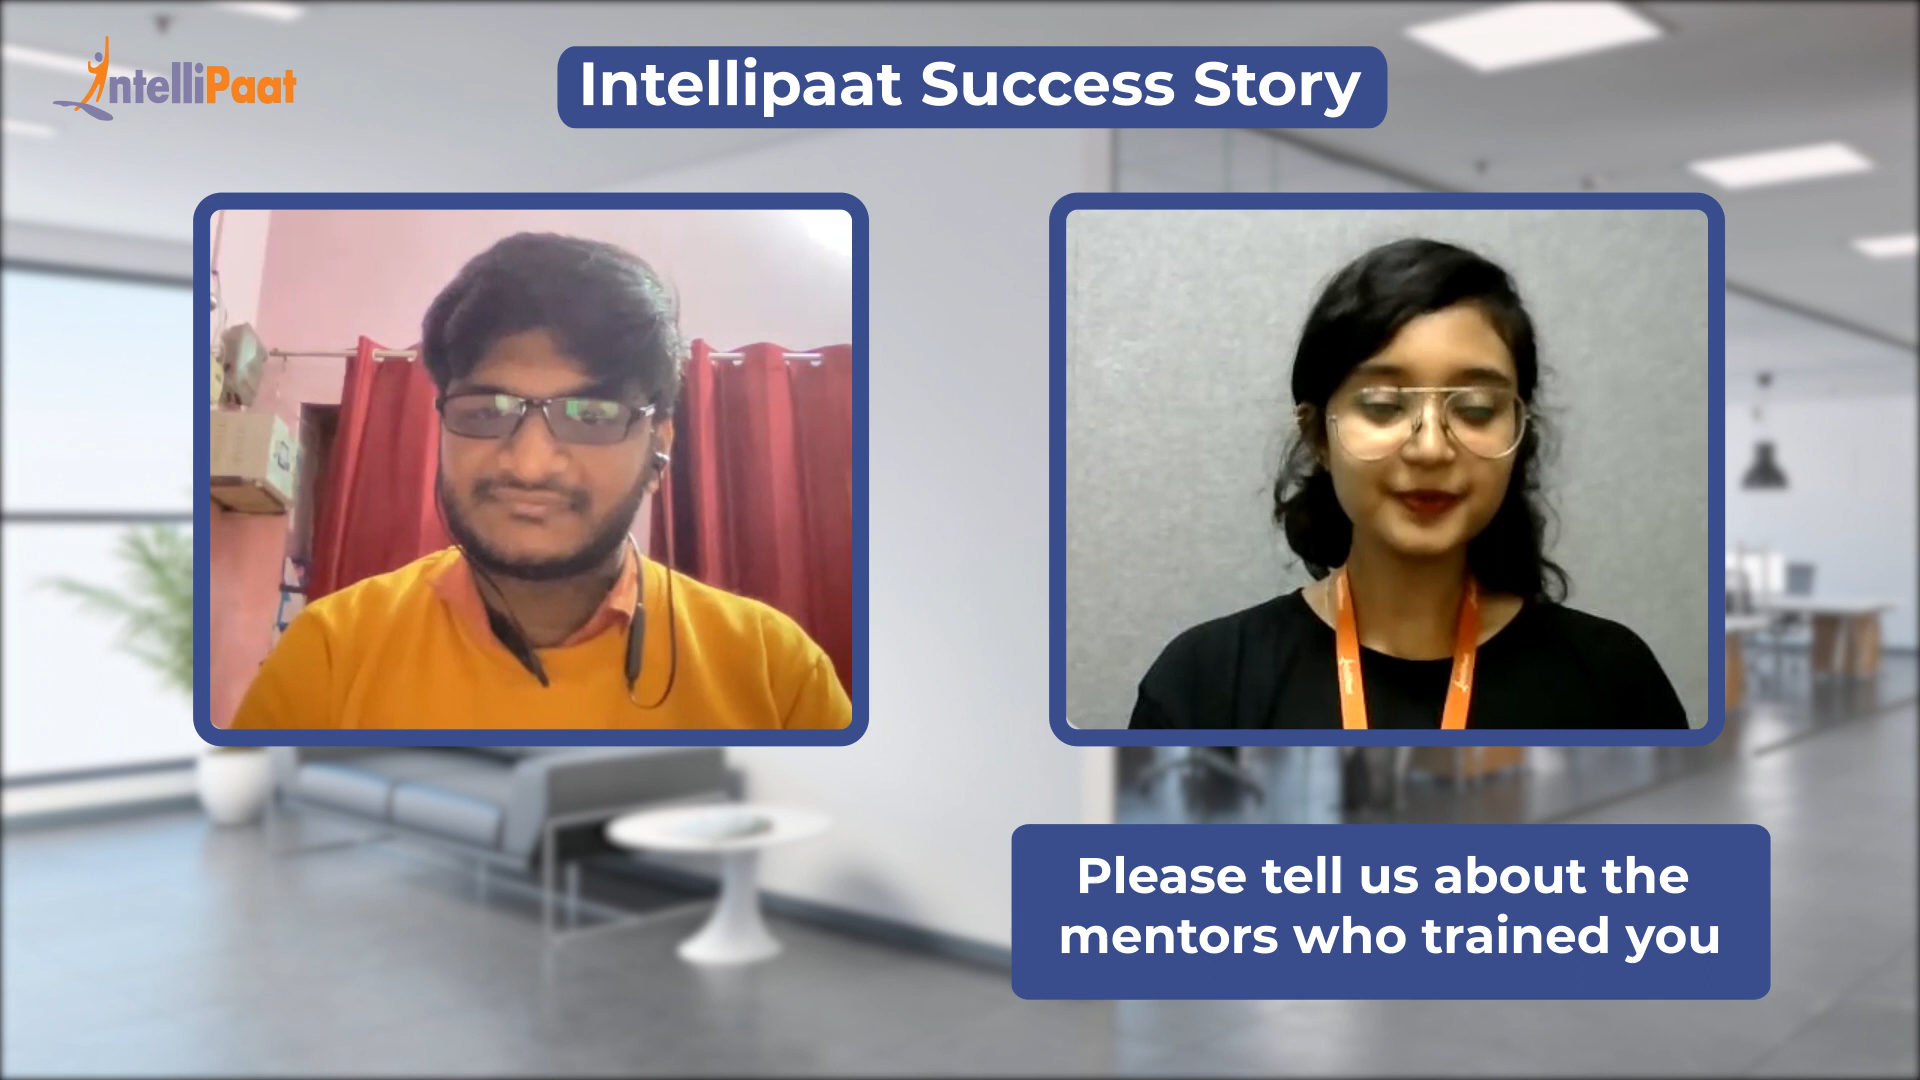 IntelliPaat
Intellipaat Success Story
Please tell us about the
mentors who trained you